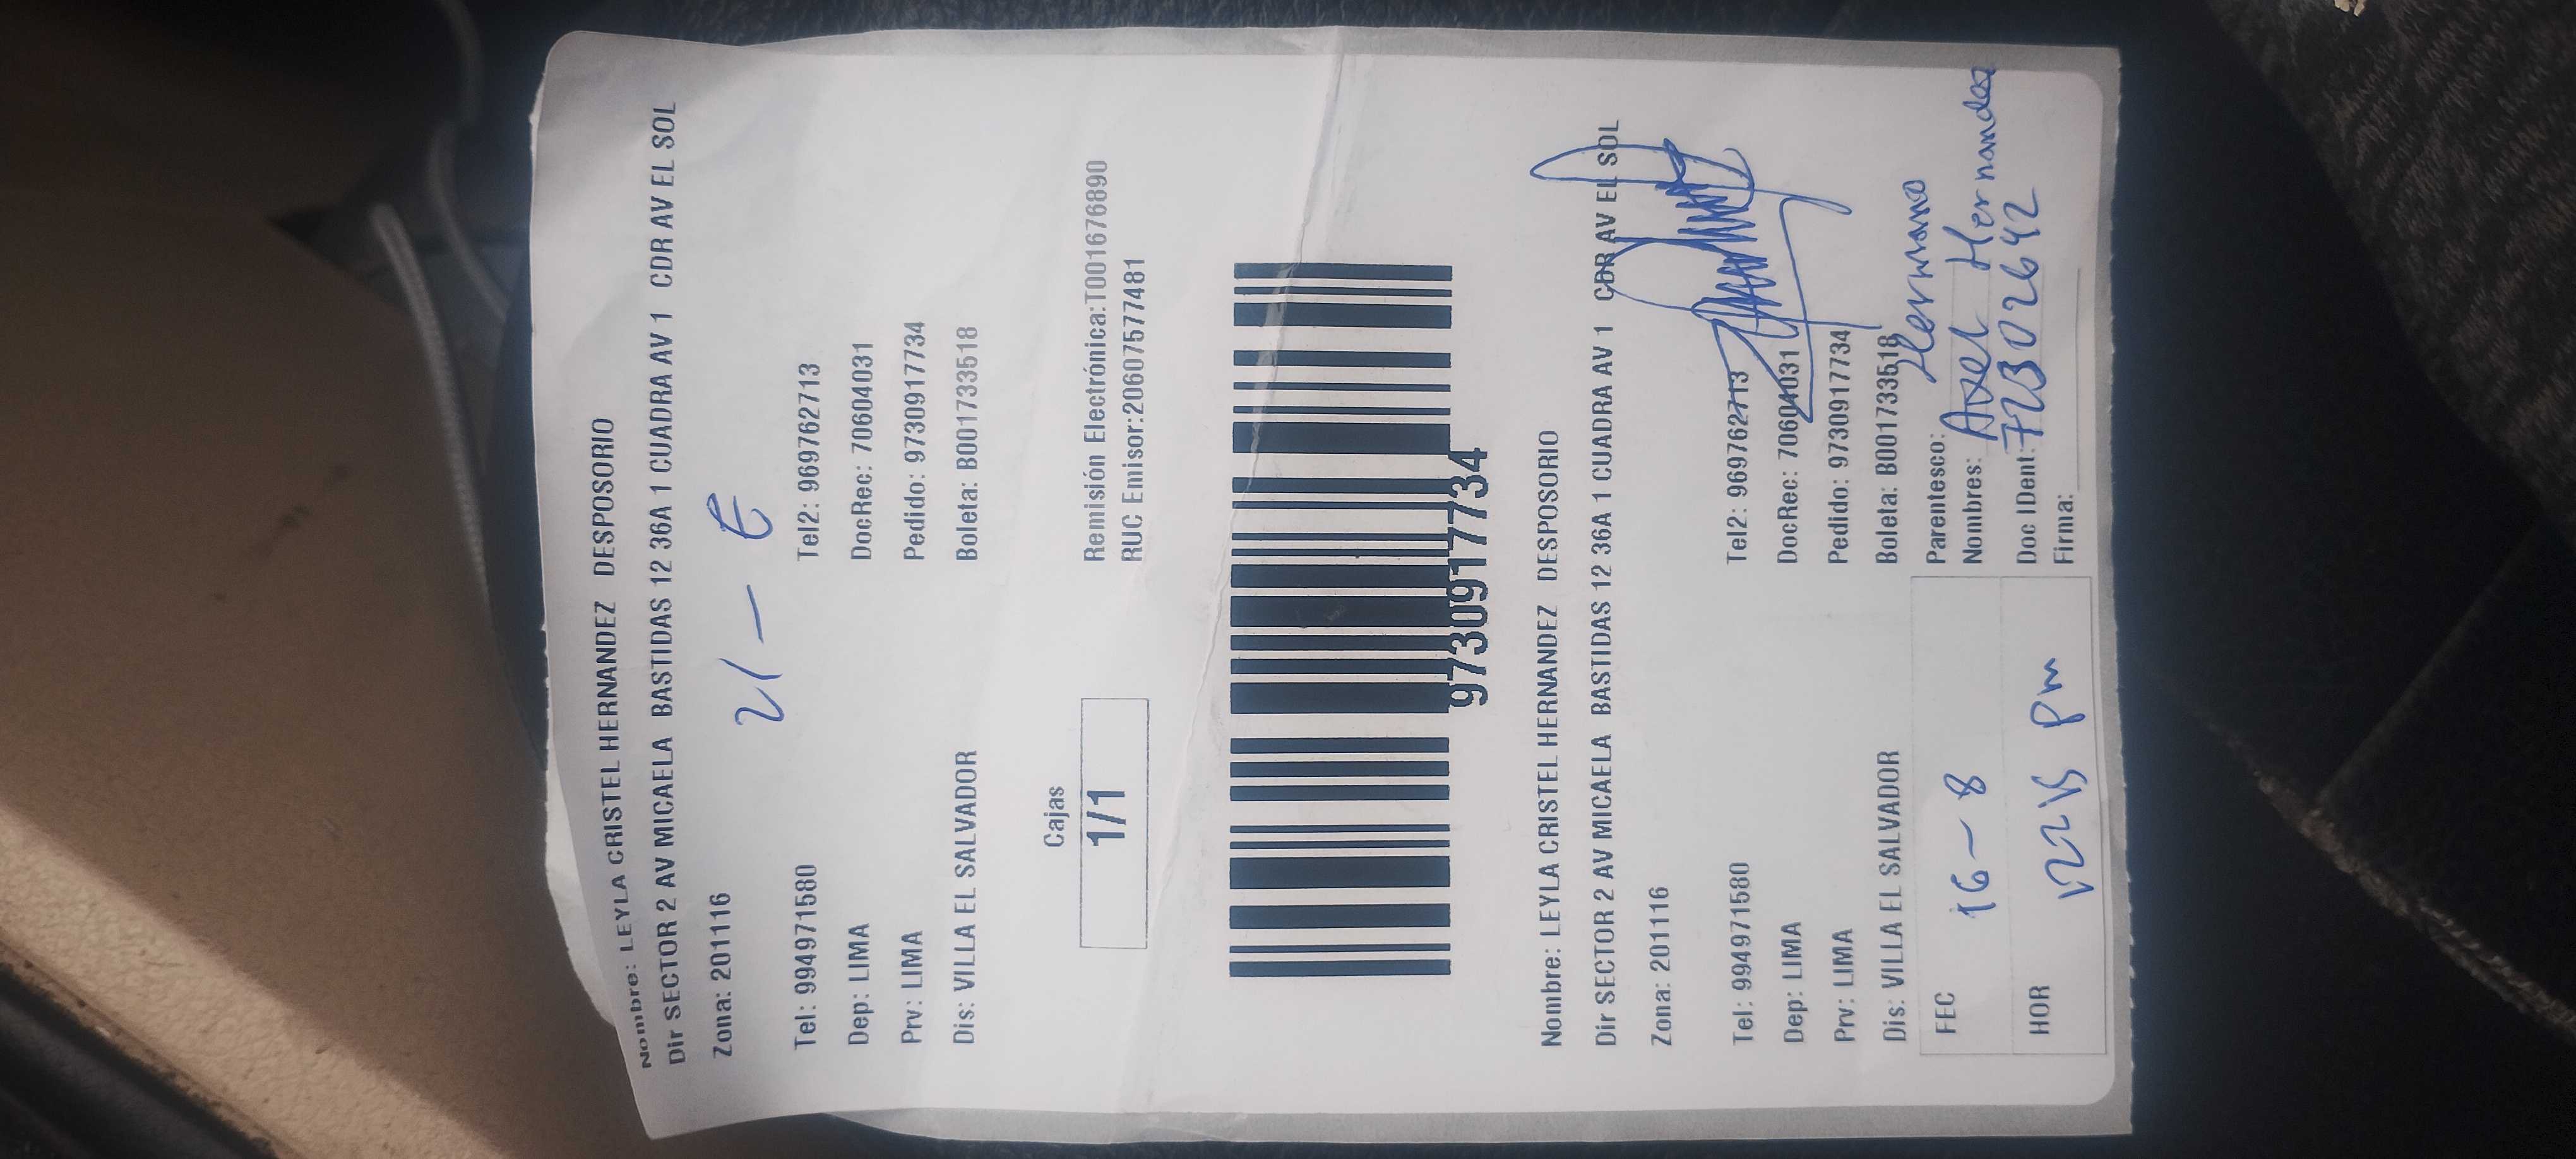 Nombre: LEYLA CRISTEL HERNANDEZ DESPOSORIO
Dir SECTOR 2 AV MICAELA BASTIDAS 12 36A 1 CUADRA AV 1 CDR AV EL SOL
Zona: 201116
21 - E
Tel: 994971580 Tel2: 969762713
Dep: LIMA DocRec: 70604031
Prv: LIMA Pedido: 9730917734
Dis: VILLA EL SALVADOR Boleta: B001733518
Cajas
1/1
Remisión Electrónica:T001676890
RUC Emisor:20607577481
9730917734
Nombre: LEYLA CRISTEL HERNANDEZ DESPOSORIO
Dir SECTOR 2 AV MICAELA BASTIDAS 12 36A 1 CUADRA AV 1 CDR AV EL SOL
Zona: 201116
Tel: 994971580 Tel2: 969762713
Dep: LIMA DocRec: 70604031
Prv: LIMA Pedido: 9730917734
Dis: VILLA EL SALVADOR Boleta: B001733518
FEC 16 - 8
HOR pm
Parentesco: Hermano
Nombres: Axel Hernandez
Doc IDent: 72302642
Firma: